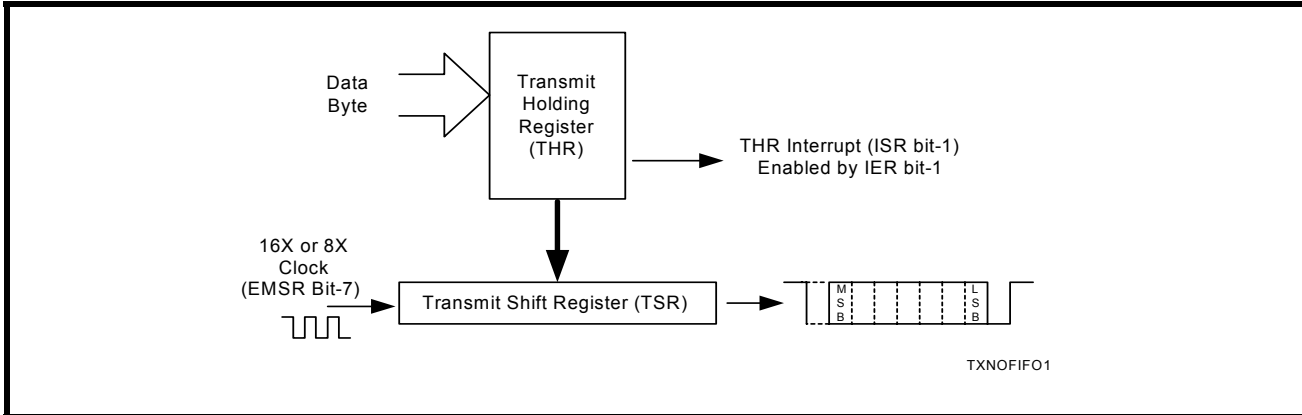 Data
Byte
Transmit
Holding
Register
(THR)
THR Interrupt (ISR bit-1)
Enabled by IER bit-1
16X or 8X
Clock
(EMSR Bit-7)
Transmit Shift Register (TSR)
M
S
B
L
S
B
TXNOFIFO1